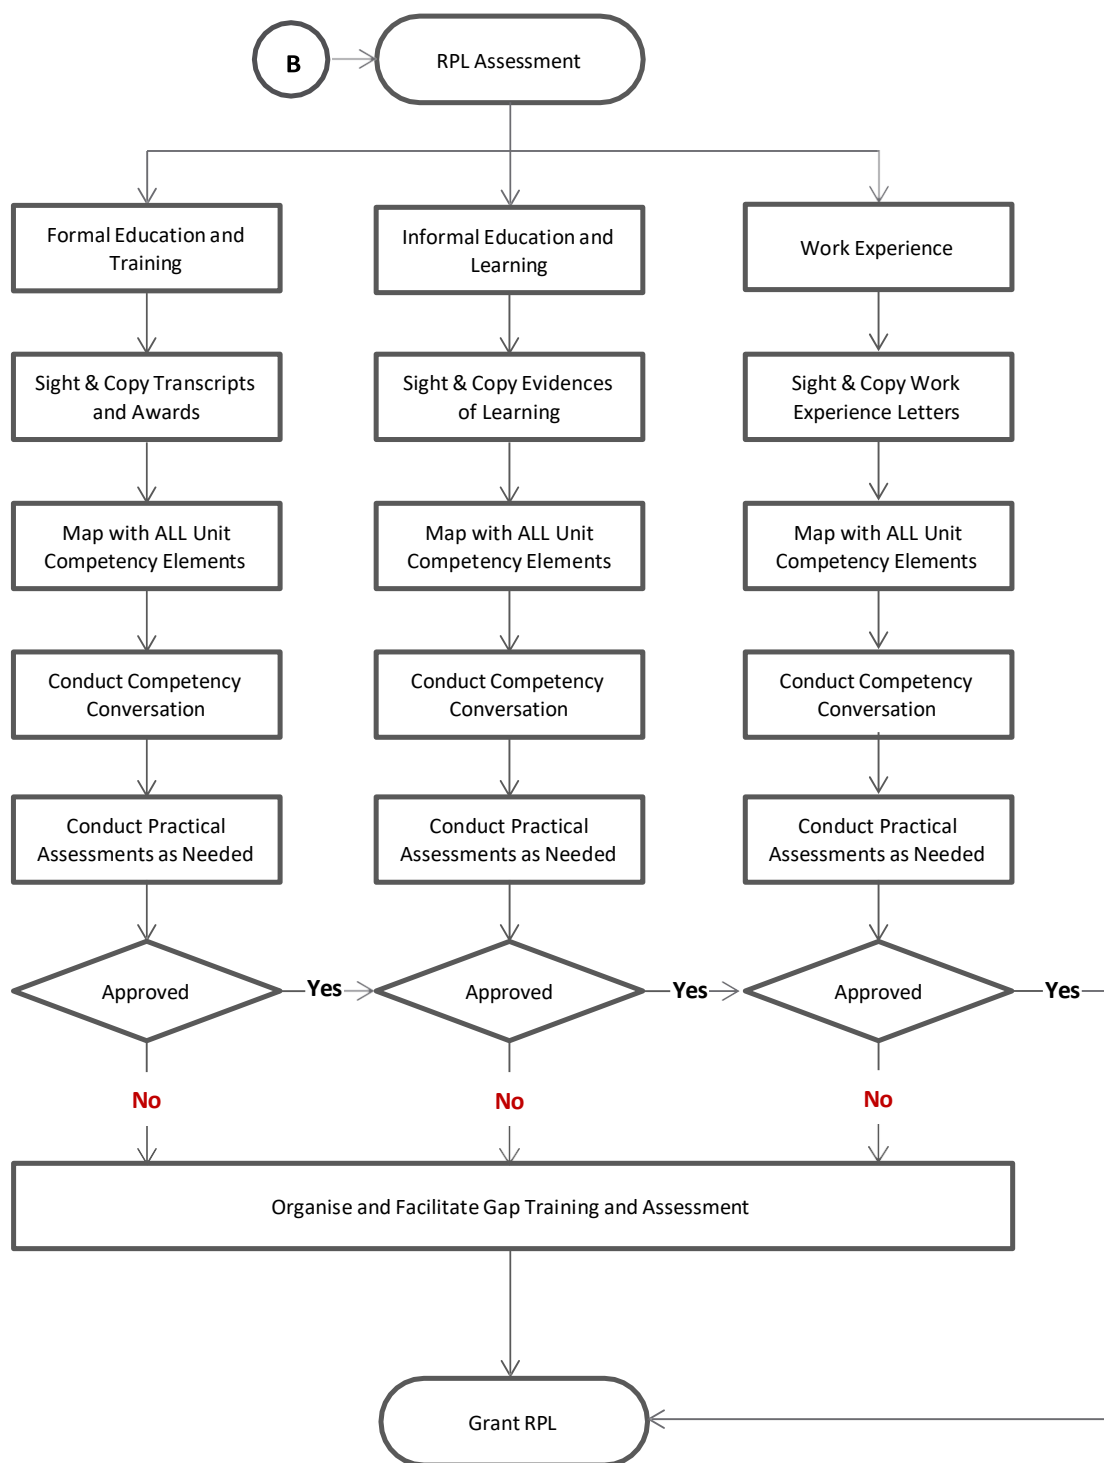 B
RPL Assessment
Formal Education and
Training
Informal Education and
Learning
Work Experience
Sight & Copy Transcripts
and Awards
Sight & Copy Evidences
of Learning
Sight & Copy Work
Experience Letters
Map with ALL Unit
Competency Elements
Map with ALL Unit
Competency Elements
Map with ALL Unit
Competency Elements
Conduct Competency
Conversation
Conduct Competency
Conversation
Conduct Competency
Conversation
Conduct Practical
Assessments as Needed
Conduct Practical
Assessments as Needed
Conduct Practical
Assessments as Needed
Approved
Yes
Approved
Yes
Approved
Yes
No
No
No
Organise and Facilitate Gap Training and Assessment
Grant RPL